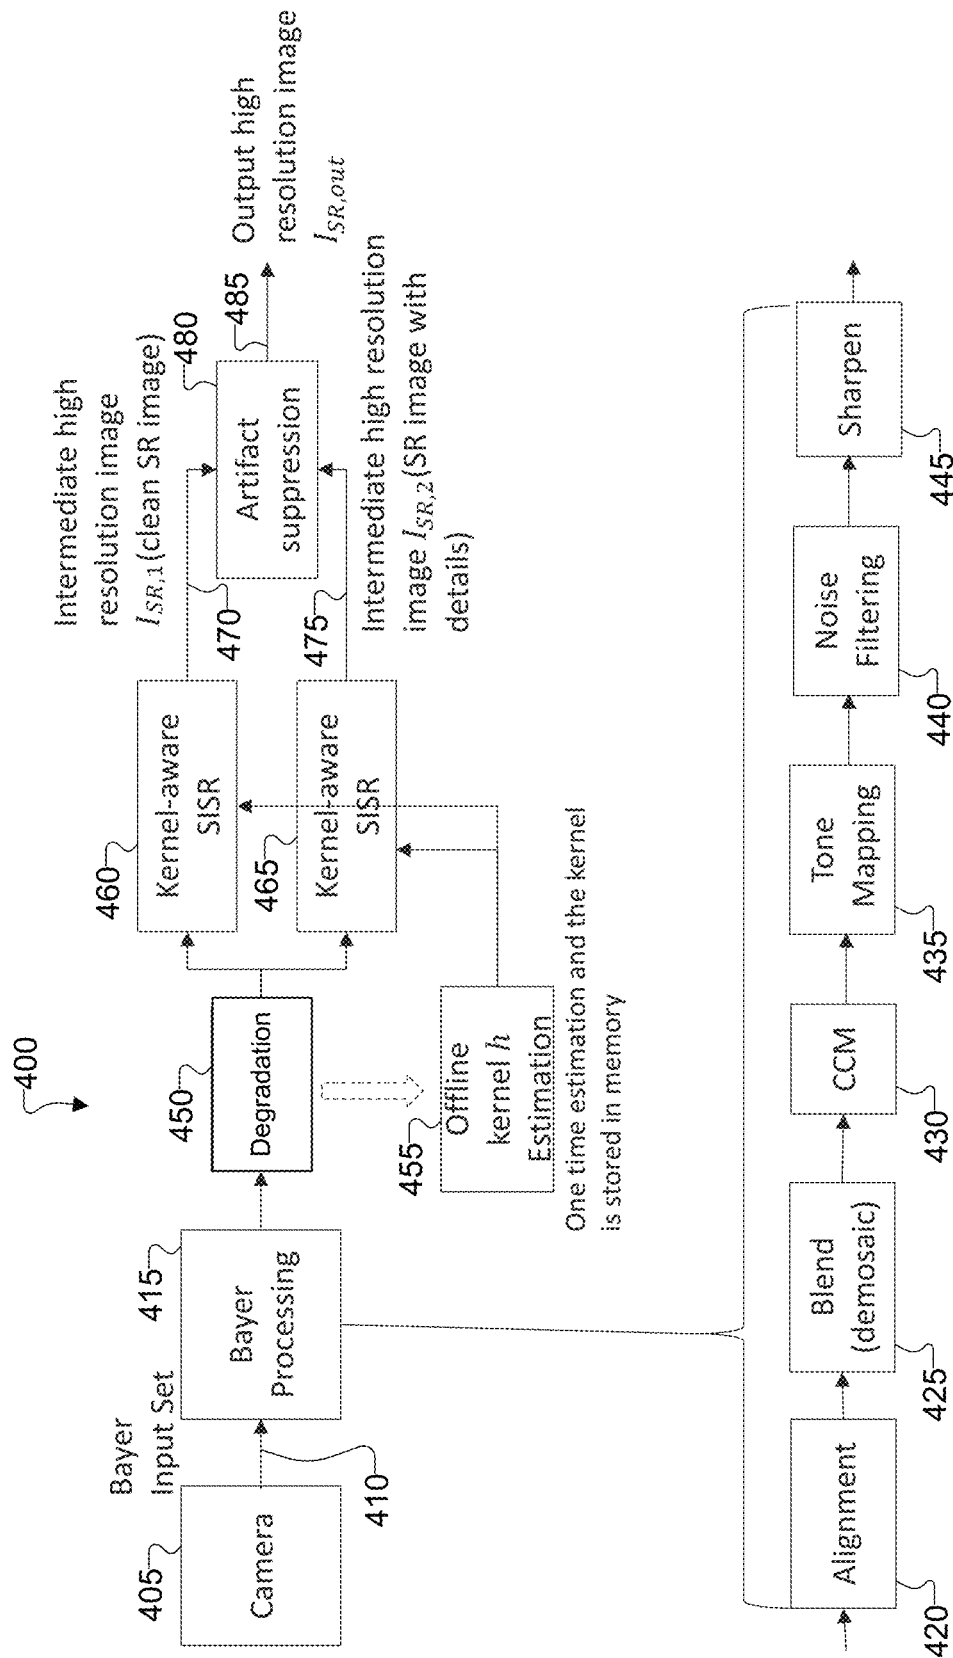 400
Camera
405
Bayer
Input Set
410
Bayer
Processing
415
Degradation
450
Offline
kernel h
Estimation
455
One time estimation and the kernel
is stored in memory
Kernel-aware
SISR
460
Kernel-aware
SISR
465
Intermediate high
resolution image
I_{SR,1}(clean SR image)
470
475
Intermediate high resolution
image I_{SR,2}(SR image with
details)
Artifact
suppression
480
485
Output high
resolution image
I_{SR,out}
Alignment
420
Blend
(demosaic)
425
CCM
430
Tone
Mapping
435
Noise
Filtering
440
Sharpen
445